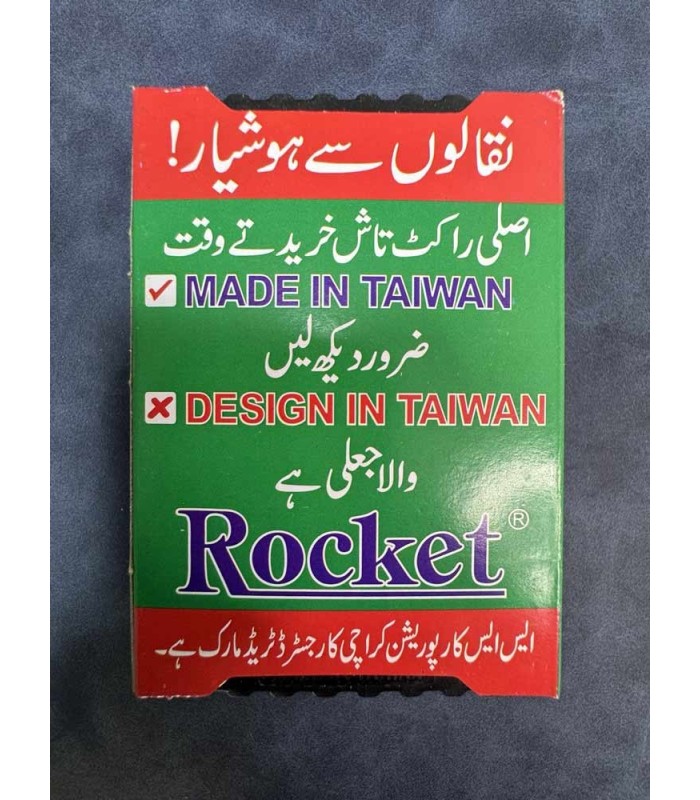 نقالوں سے ہوشیار!
اصلی راکٹ تاش خریدتے وقت
MADE IN TAIWAN
ضرور دیکھ لیں
DESIGN IN TAIWAN
والا جعلی ہے
Rocket®
ایس ایس کارپوریشن کراچی کا رجسٹرڈ ٹریڈ مارک ہے۔